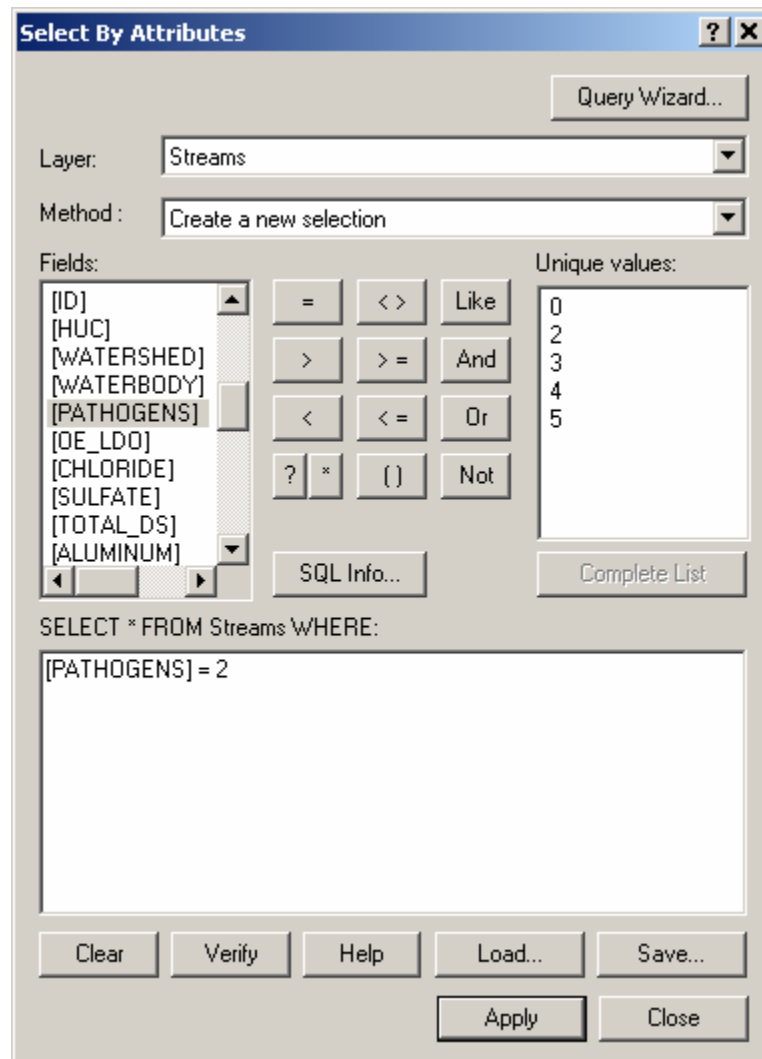 Select By Attributes
Query Wizard...
Layer: Streams
Method : Create a new selection
Fields:
[ID]
[HUC]
[WATERSHED]
[WATERBODY]
[PATHOGENS]
[OE_LDO]
[CHLORIDE]
[SULFATE]
[TOTAL_DS]
[ALUMINUM]
= < > Like
> > = And
< < = Or
? * ( ) Not
SQL Info...
Unique values:
0
2
3
4
5
Complete List
SELECT * FROM Streams WHERE:
[PATHOGENS] = 2
Clear Verify Help Load... Save...
Apply Close